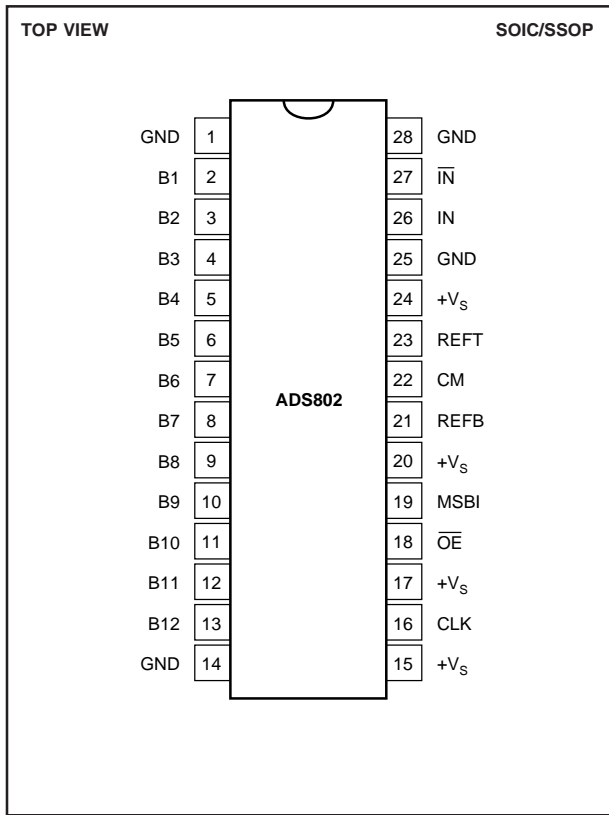 TOP VIEW SOIC/SSOP
GND 1 28 GND
B1 2 27 I̅N̅
B2 3 26 IN
B3 4 25 GND
B4 5 24 +VS
B5 6 23 REFT
B6 7 22 CM
ADS802
B7 8 21 REFB
B8 9 20 +VS
B9 10 19 MSBI
B10 11 18 O̅E̅
B11 12 17 +VS
B12 13 16 CLK
GND 14 15 +VS